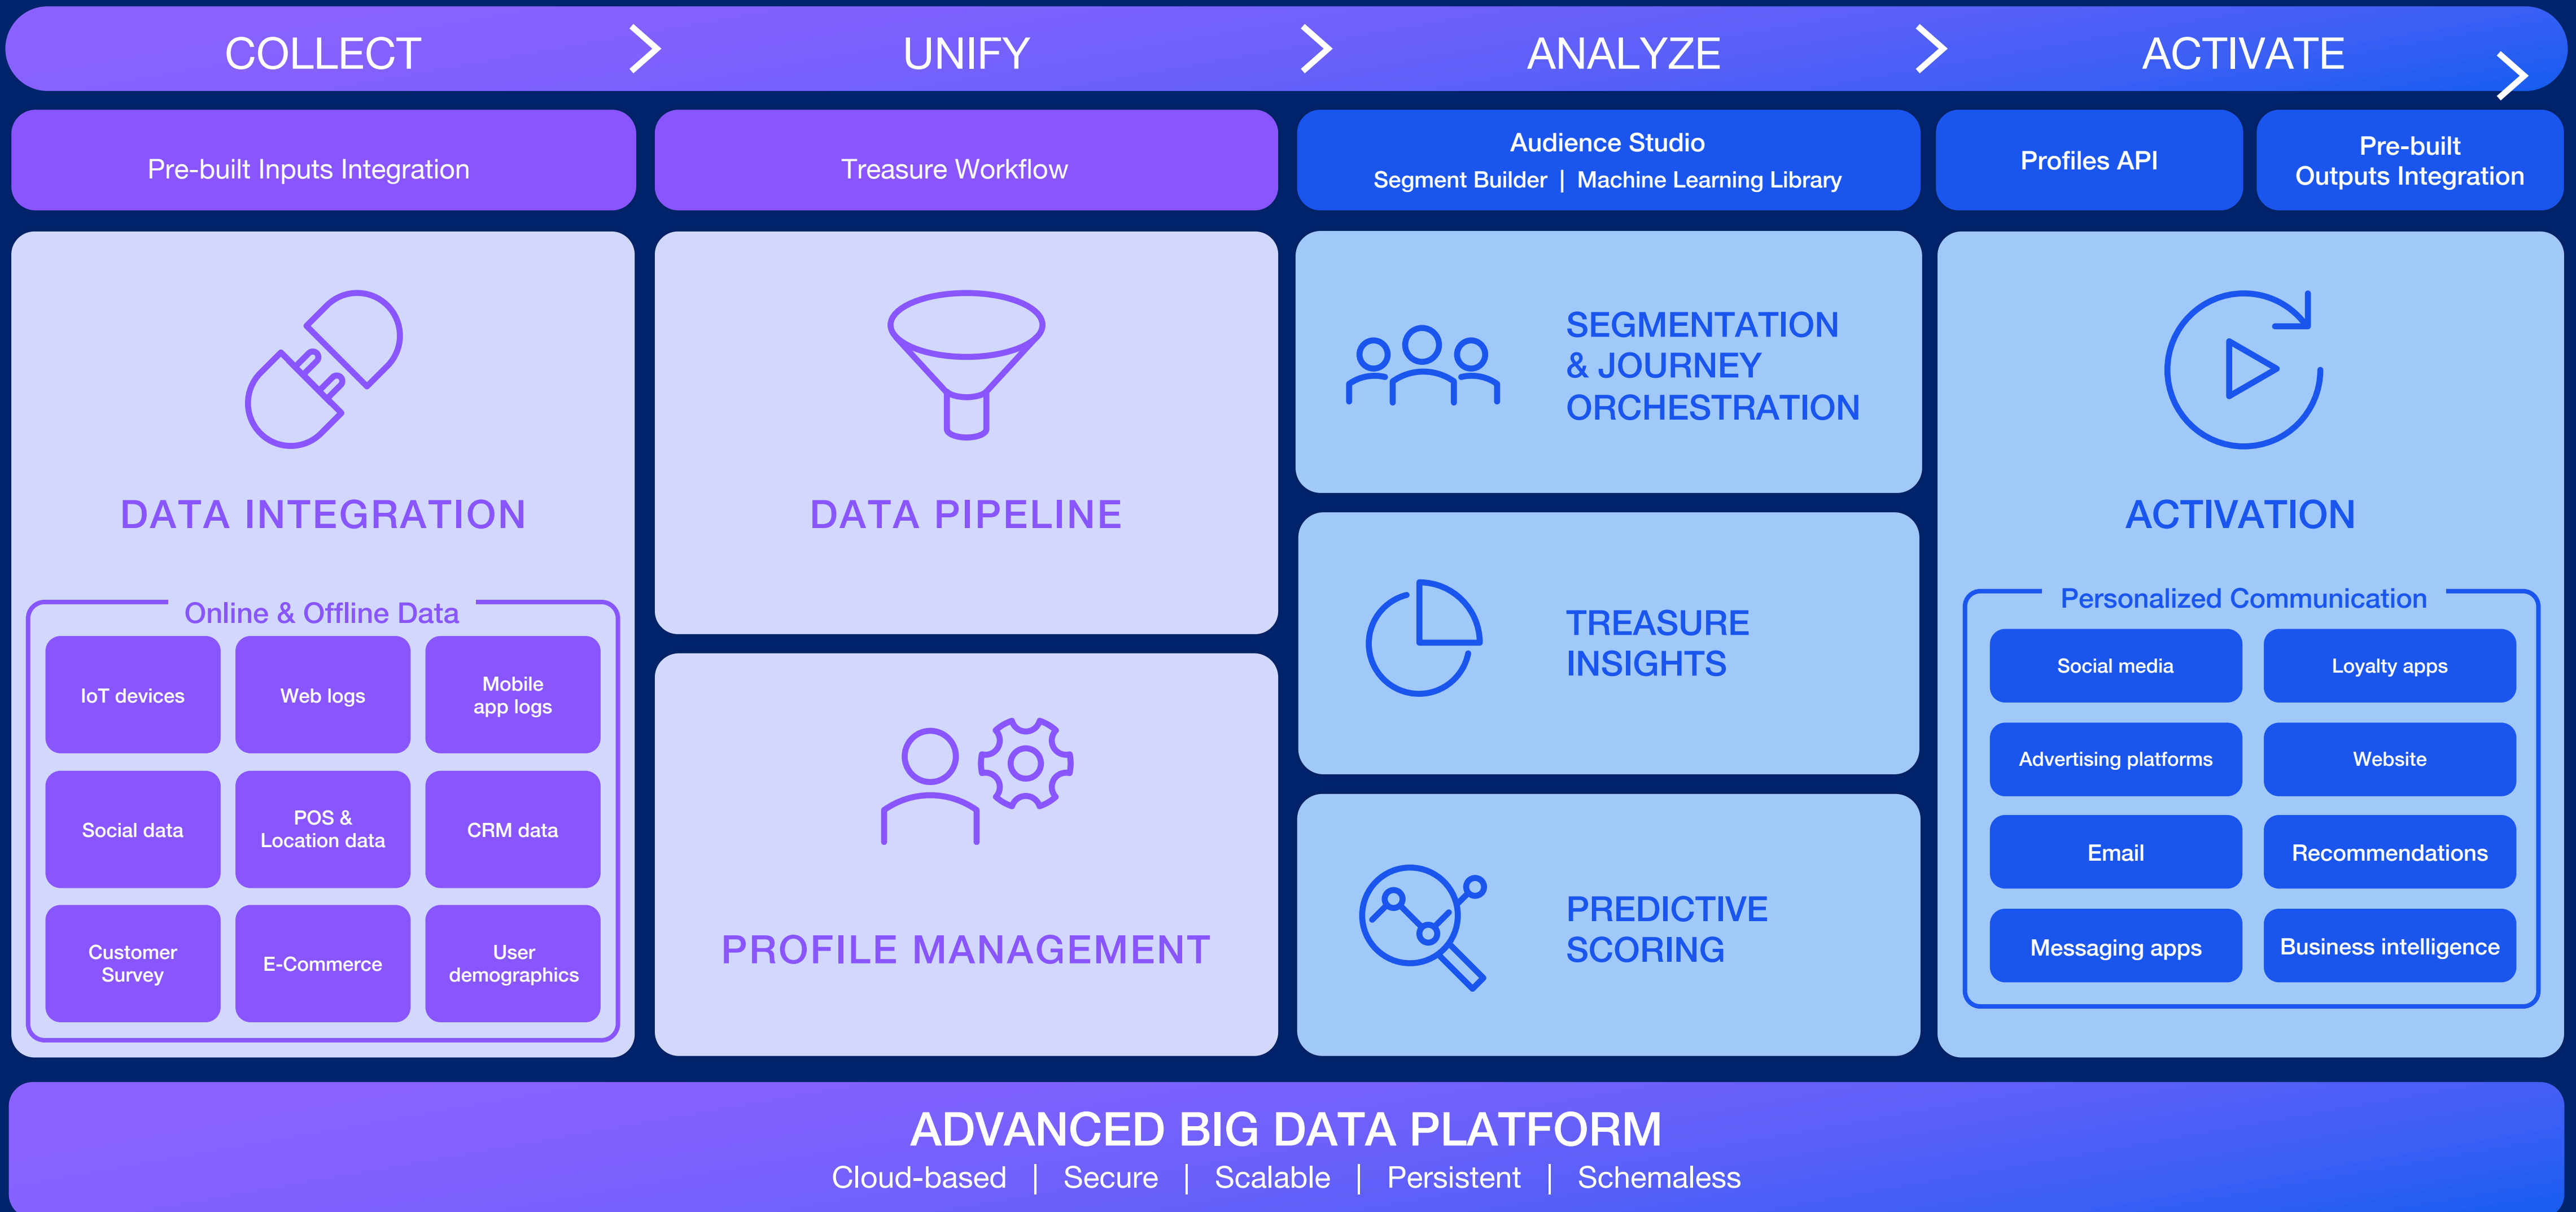 COLLECT
UNIFY
ANALYZE
ACTIVATE
Pre-built Inputs Integration
Treasure Workflow
Audience Studio
Segment Builder | Machine Learning Library
Profiles API
Pre-built
Outputs Integration
DATA INTEGRATION
Online & Offline Data
IoT devices
Web logs
Mobile
app logs
Social data
POS &
Location data
CRM data
Customer
Survey
E-Commerce
User
demographics
DATA PIPELINE
PROFILE MANAGEMENT
SEGMENTATION
& JOURNEY
ORCHESTRATION
TREASURE
INSIGHTS
PREDICTIVE
SCORING
ACTIVATION
Personalized Communication
Social media
Loyalty apps
Advertising platforms
Website
Email
Recommendations
Messaging apps
Business intelligence
ADVANCED BIG DATA PLATFORM
Cloud-based | Secure | Scalable | Persistent | Schemaless